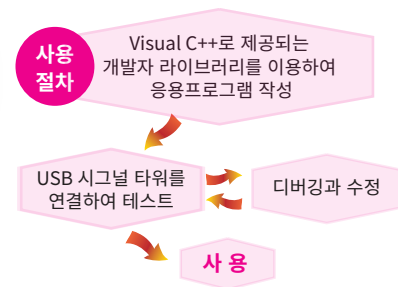 사용
절차
Visual C++로 제공되는
개발자 라이브러리를 이용하여
응용프로그램 작성
USB 시그널 타워를
연결하여 테스트
디버깅과 수정
사 용